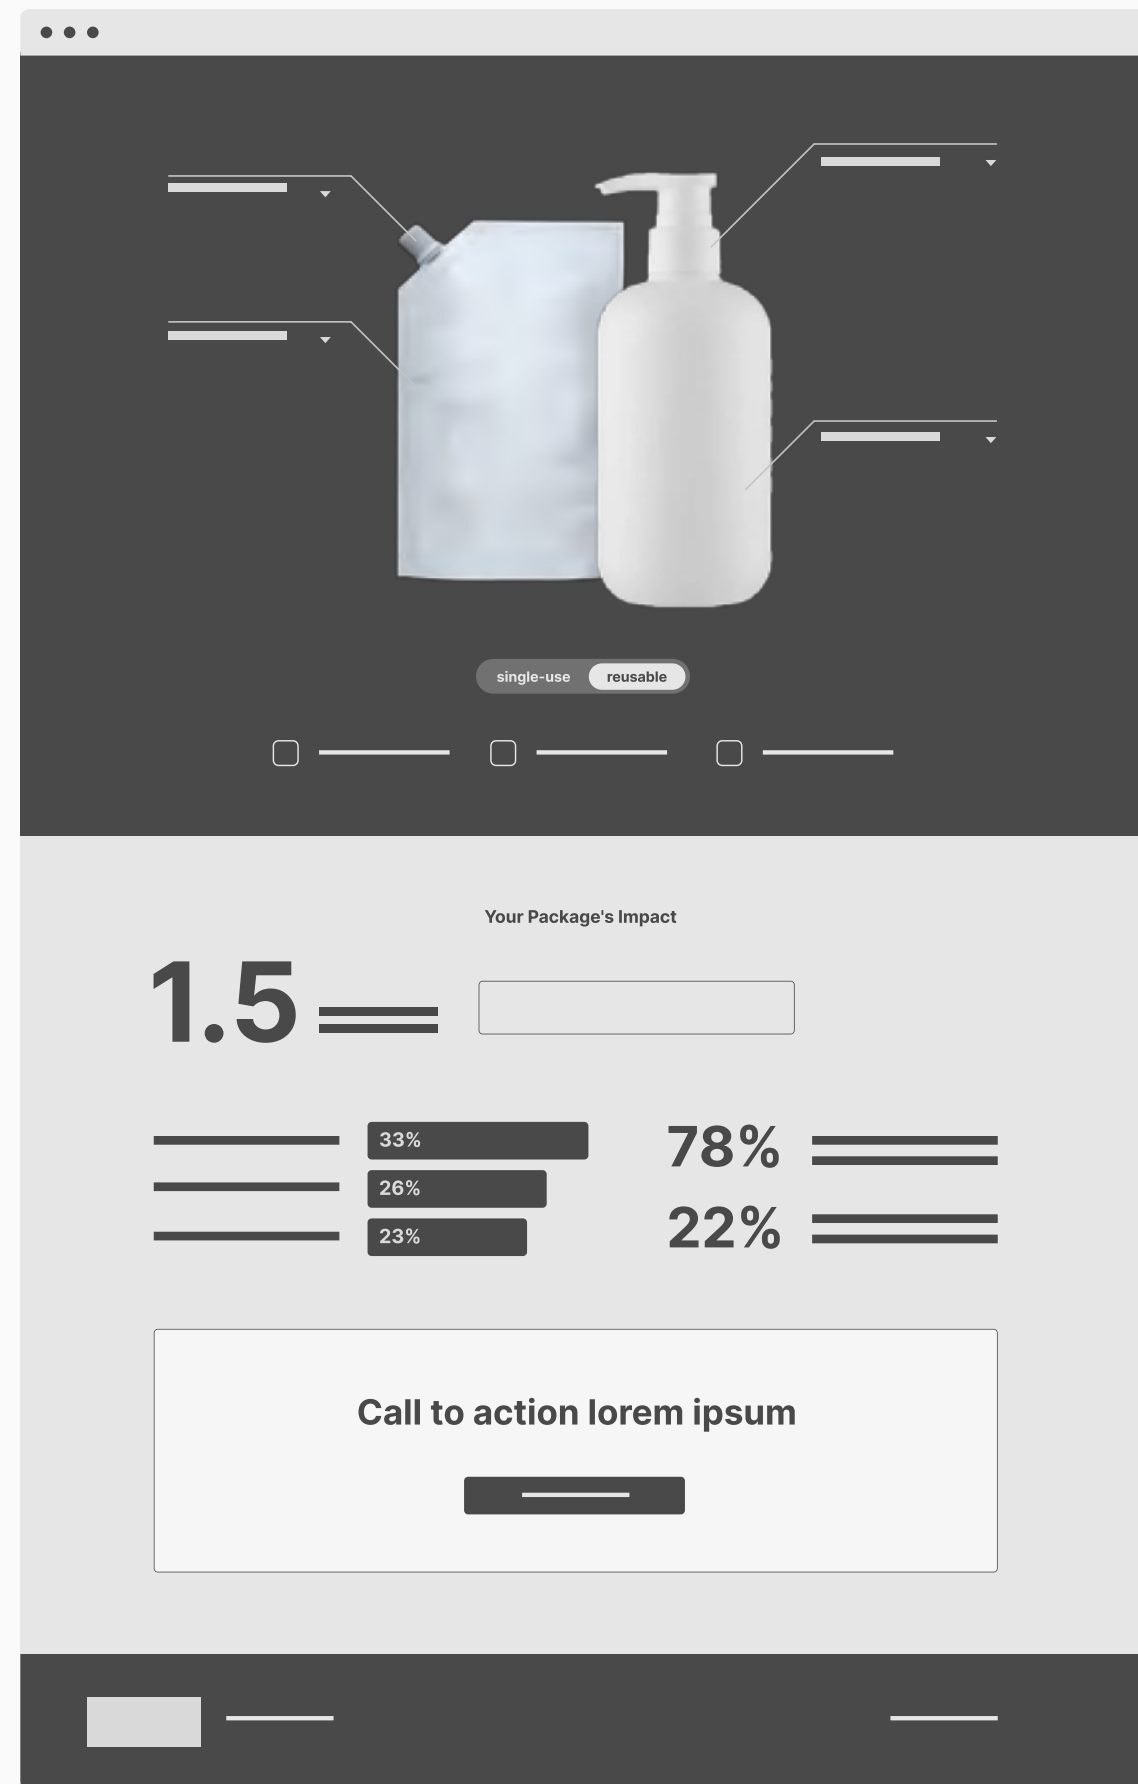 single-use
reusable
Your Package's Impact
1.5
33%
26%
23%
78%
22%
Call to action lorem ipsum